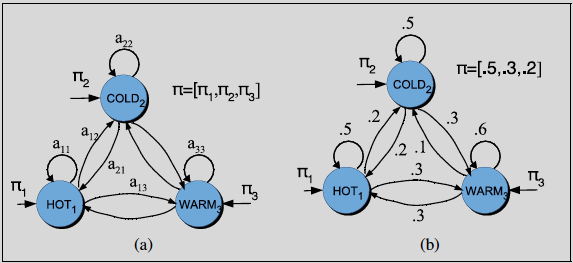 a₂₂
π₂
COLD₂
π=[π₁,π₂,π₃]
a₁₂
a₁₁
a₂₁
a₃₃
π₁
a₁₃
π₃
HOT₁
WARM₃
(a)
.5
π₂
COLD₂
π=[.5,.3,.2]
.2
.3
.5
.2
.1
.6
π₁
.3
π₃
HOT₁
WARM₃
.3
(b)